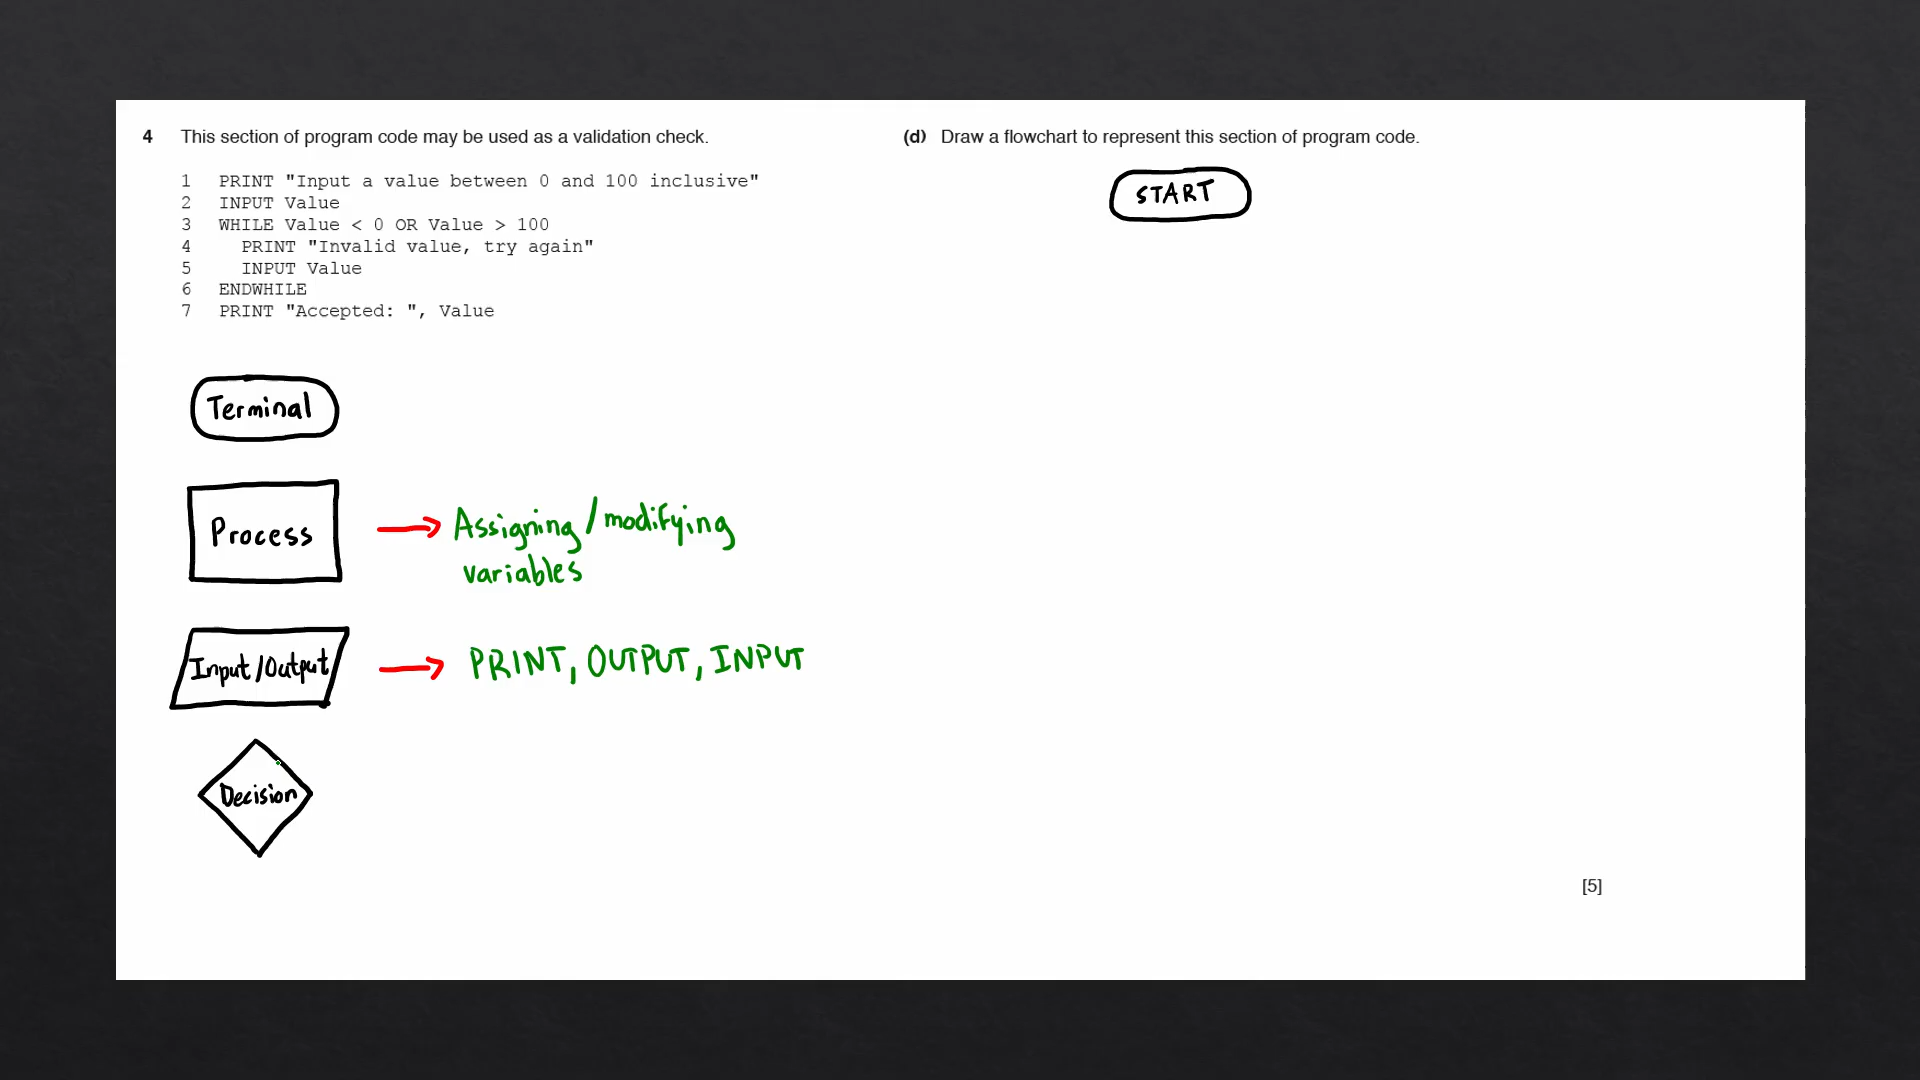 4 This section of program code may be used as a validation check.
1 PRINT "Input a value between 0 and 100 inclusive"
2 INPUT Value
3 WHILE Value < 0 OR Value > 100
4 PRINT "Invalid value, try again"
5 INPUT Value
6 ENDWHILE
7 PRINT "Accepted: ", Value
Terminal
Process
Assigning/modifying
variables
Input/Output
PRINT, OUTPUT, INPUT
Decision
(d) Draw a flowchart to represent this section of program code.
START
[5]